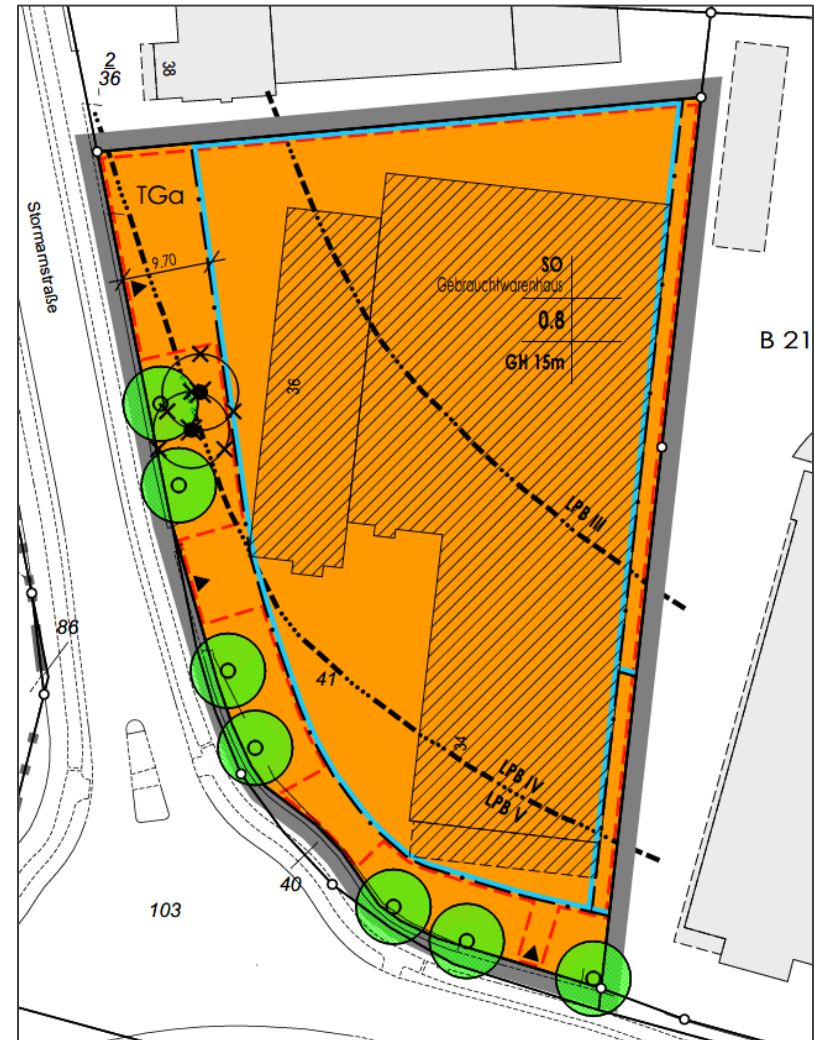 2
36
38
TGa
Stormarnstraße
9.70
SO
Gebrauchtwarenhaus
0.8
GH 15m
B 21
36
LPB III
86
41
34
LPB IV
LPB V
40
103